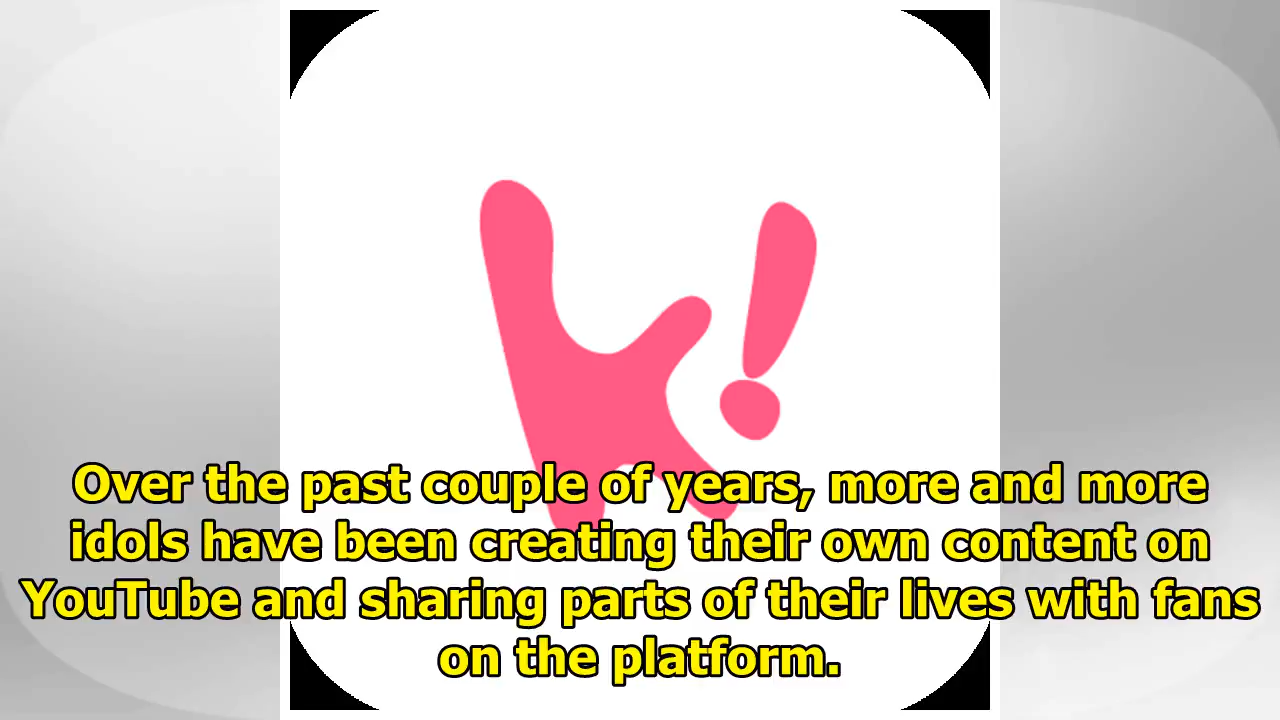 k!
Over the past couple of years, more and more
idols have been creating their own content on
YouTube and sharing parts of their lives with fans
on the platform.